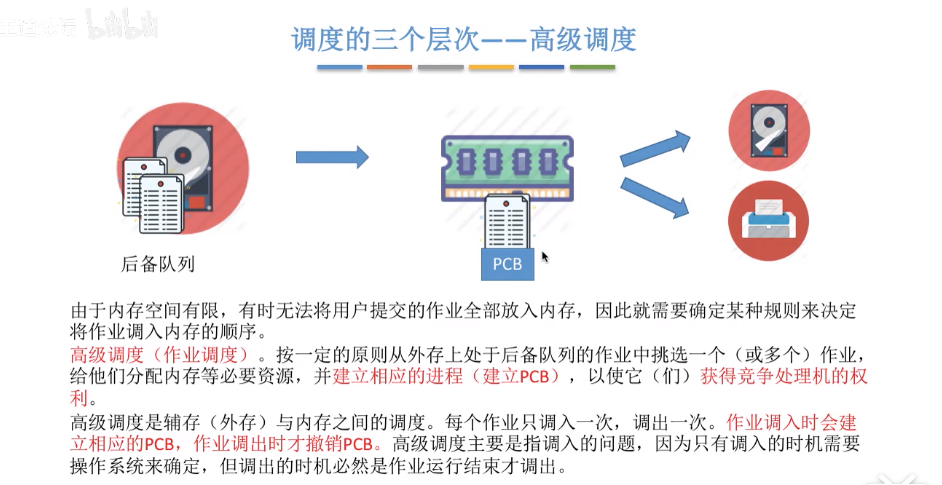 调度的三个层次——高级调度
后备队列
PCB
由于内存空间有限，有时无法将用户提交的作业全部放入内存，因此就需要确定某种规则来决定
将作业调入内存的顺序。
高级调度（作业调度）。按一定的原则从外存上处于后备队列的作业中挑选一个（或多个）作业，
给他们分配内存等必要资源，并建立相应的进程（建立PCB），以使它（们）获得竞争处理机的权
利。
高级调度是辅存（外存）与内存之间的调度。每个作业只调入一次，调出一次。作业调入时会建
立相应的PCB，作业调出时才撤销PCB。高级调度主要是指调入的问题，因为只有调入的时机需要
操作系统来确定，但调出的时机必然是作业运行结束才调出。